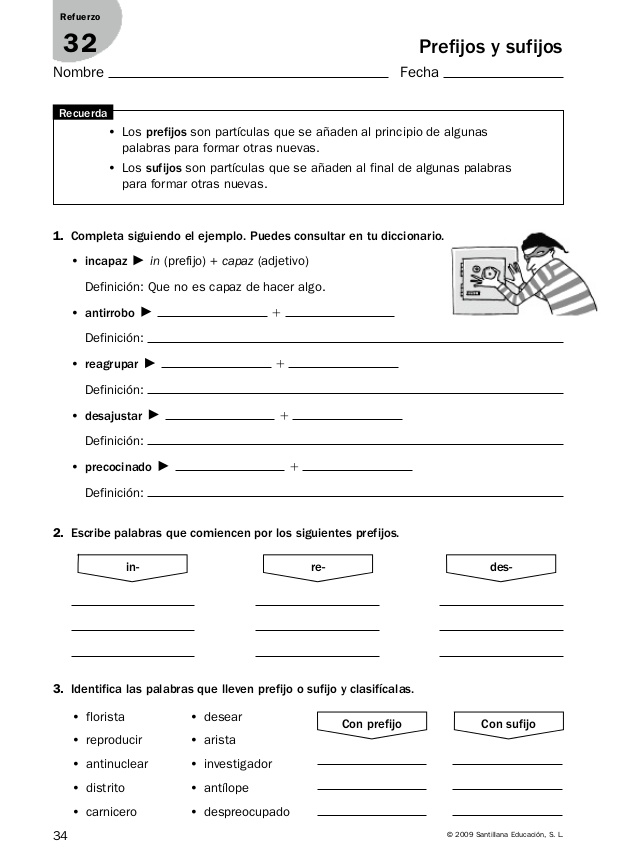 Refuerzo
32
Prefijos y sufijos
Nombre Fecha
Recuerda
• Los prefijos son partículas que se añaden al principio de algunas
palabras para formar otras nuevas.
• Los sufijos son partículas que se añaden al final de algunas palabras
para formar otras nuevas.
1. Completa siguiendo el ejemplo. Puedes consultar en tu diccionario.
• incapaz ► in (prefijo) + capaz (adjetivo)
Definición: Que no es capaz de hacer algo.
• antirrobo ► +
Definición:
• reagrupar ► +
Definición:
• desajustar ► +
Definición:
• precocinado ► +
Definición:
2. Escribe palabras que comiencen por los siguientes prefijos.
in- re- des-
3. Identifica las palabras que lleven prefijo o sufijo y clasifícalas.
• florista • desear Con prefijo Con sufijo
• reproducir • arista
• antinuclear • investigador
• distrito • antílope
• carnicero • despreocupado
34 © 2009 Santillana Educación, S. L.